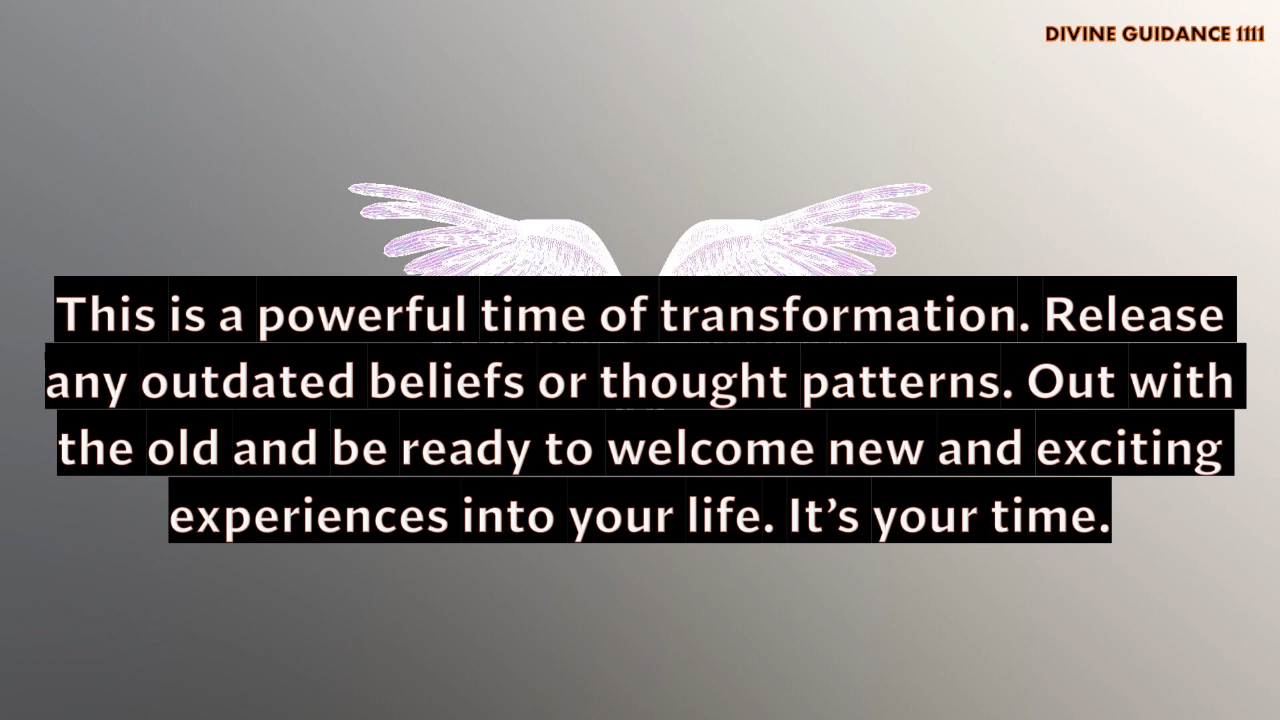 DIVINE GUIDANCE 1111
This is a powerful time of transformation. Release
any outdated beliefs or thought patterns. Out with
the old and be ready to welcome new and exciting
experiences into your life. It’s your time.